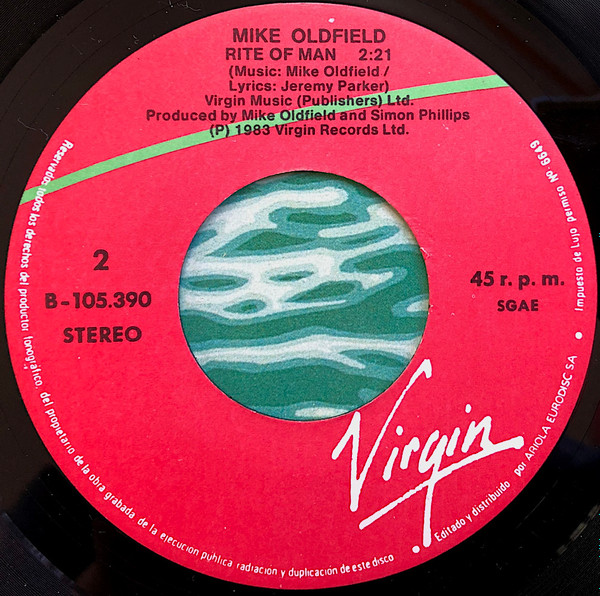 MIKE OLDFIELD
RITE OF MAN 2:21
(Music: Mike Oldfield /
Lyrics: Jeremy Parker)
Virgin Music (Publishers) Ltd.
Produced by Mike Oldfield and Simon Phillips
(P) 1983 Virgin Records Ltd.
2
B-105.390
STEREO
45 r. p. m.
SGAE
Virgin
Reservados todos los derechos del productor fonográfico, del propietario de la obra grabada, de la ejecución pública, radiación y duplicación de este disco
Editado y distribuido por ARIOLA EURODISC SA • Impuesto de Lujo permiso Nº 6649